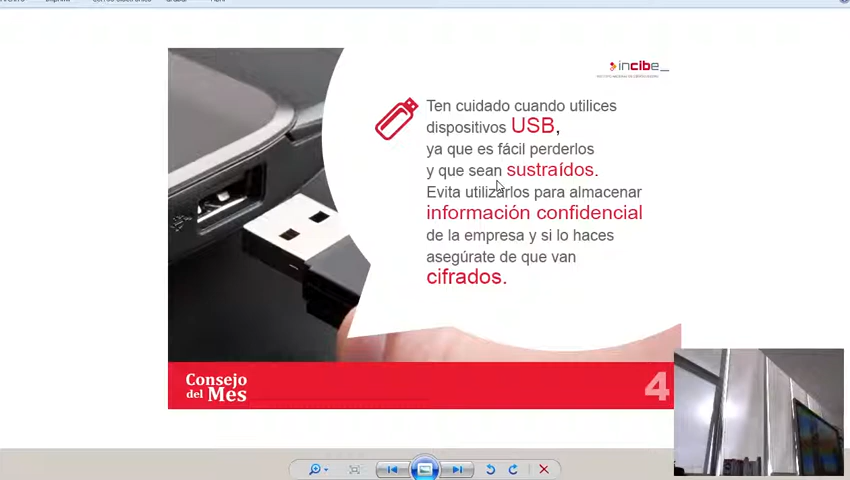 incibe_
Ten cuidado cuando utilices
dispositivos USB,
ya que es fácil perderlos
y que sean sustraídos.
Evita utilizarlos para almacenar
información confidencial
de la empresa y si lo haces
asegúrate de que van
cifrados.
Consejo
del Mes
4